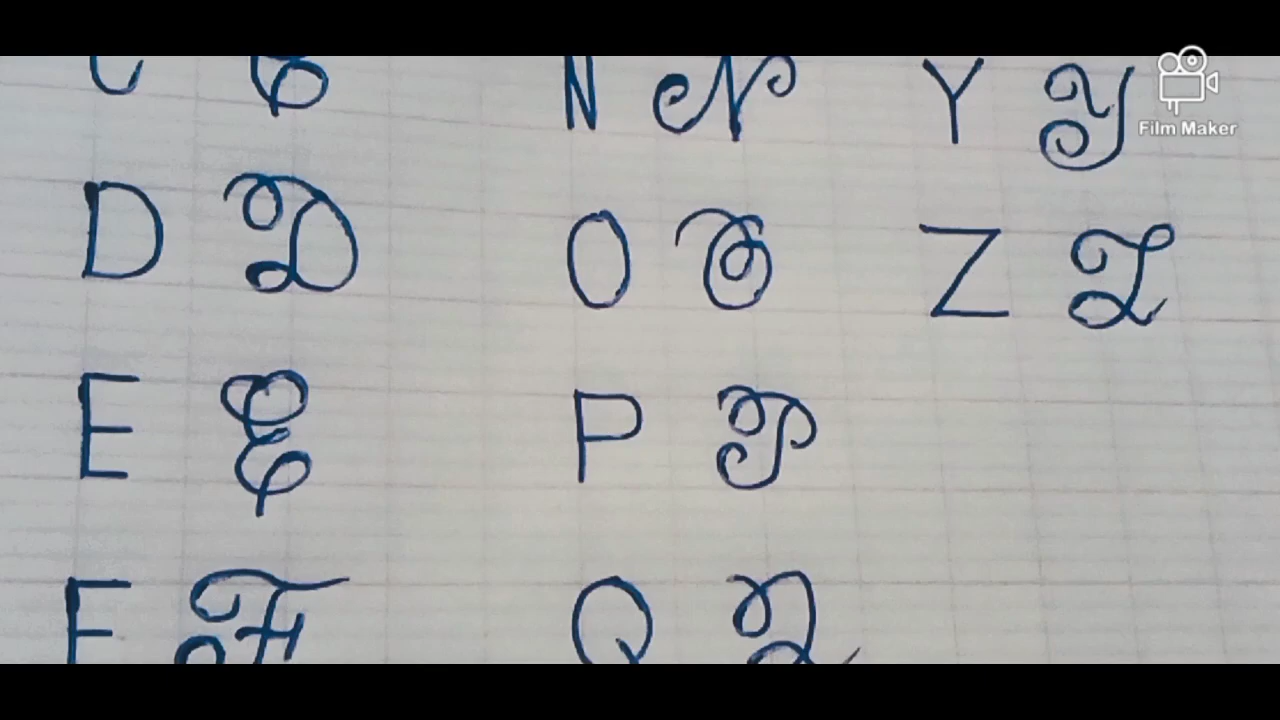 C C N N Y Y
Film Maker
D D O O Z Z
E E P P
F F Q Q